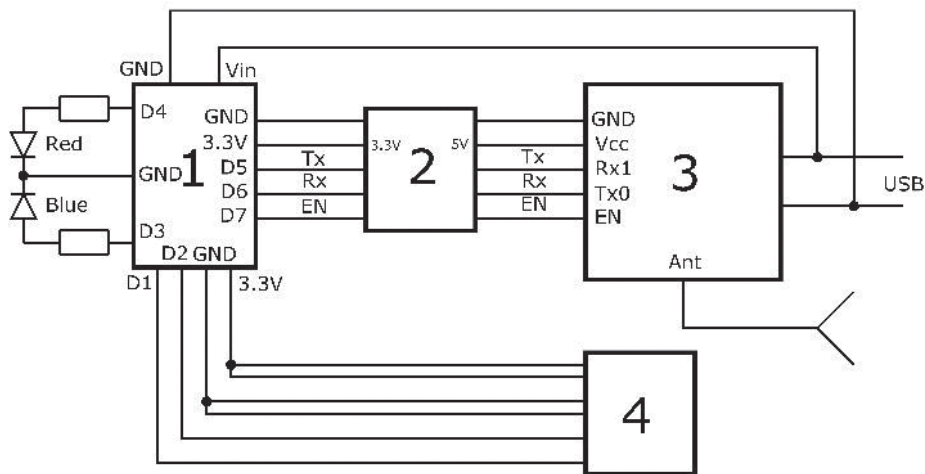 GND Vin
D4 GND GND
Red 3.3V 3.3V 5V Vcc
1 D5 Tx 2 Tx Rx1 3
GND D6 Rx Rx Tx0 USB
Blue D7 EN EN EN
D3
D2 GND Ant
D1 3.3V
4